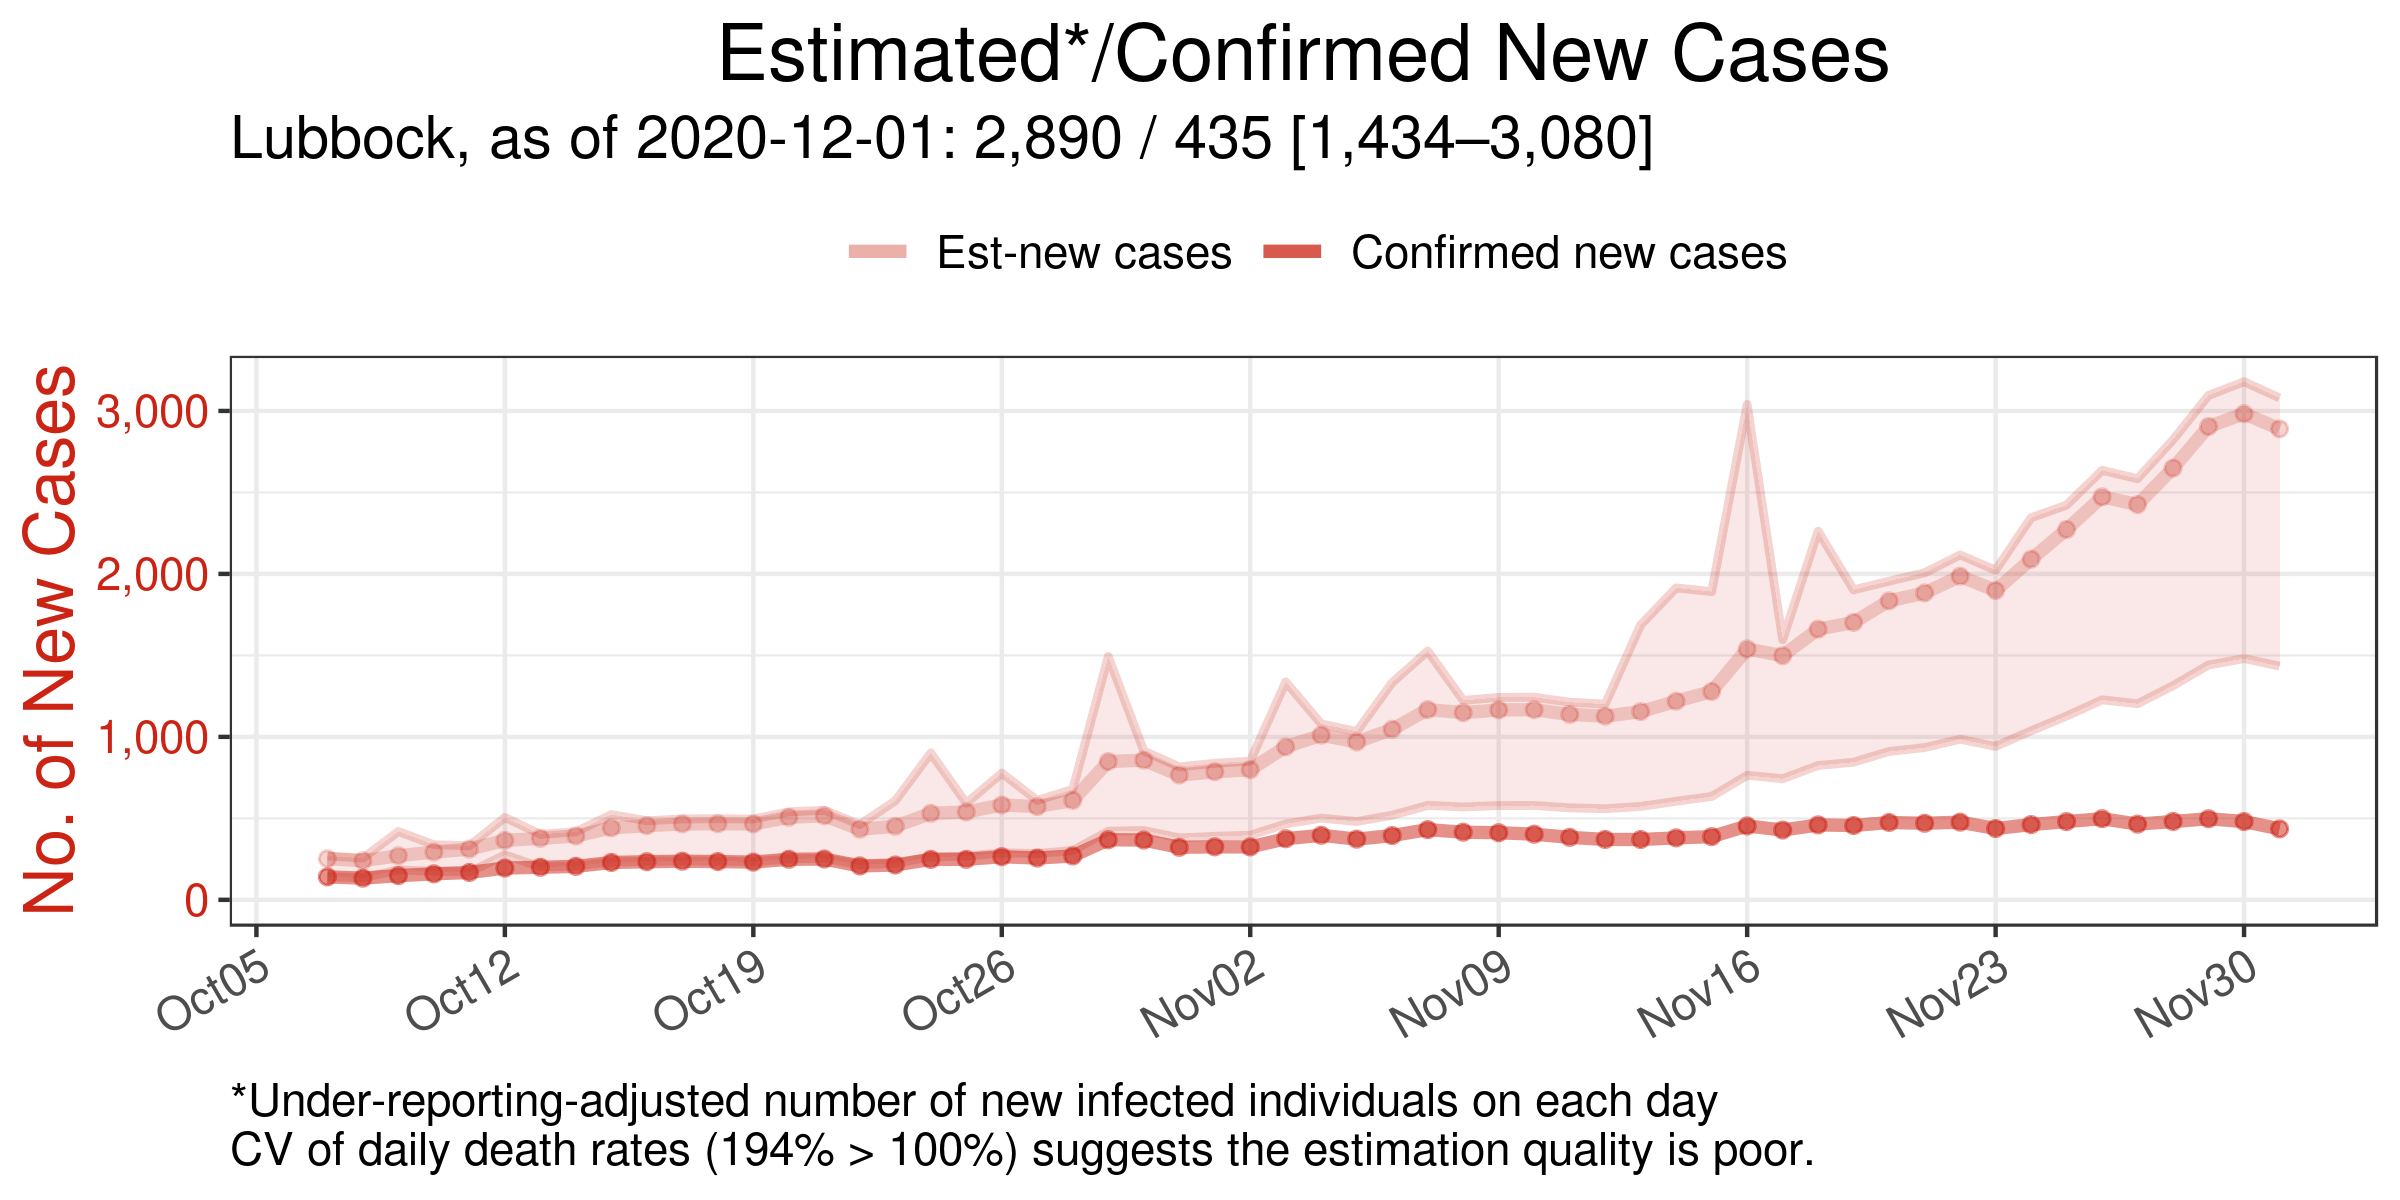 Estimated*/Confirmed New Cases
Lubbock, as of 2020-12-01: 2,890 / 435 [1,434–3,080]
Est-new cases
Confirmed new cases
No. of New Cases
3,000
2,000
1,000
0
Oct05
Oct12
Oct19
Oct26
Nov02
Nov09
Nov16
Nov23
Nov30
*Under-reporting-adjusted number of new infected individuals on each day
CV of daily death rates (194% > 100%) suggests the estimation quality is poor.